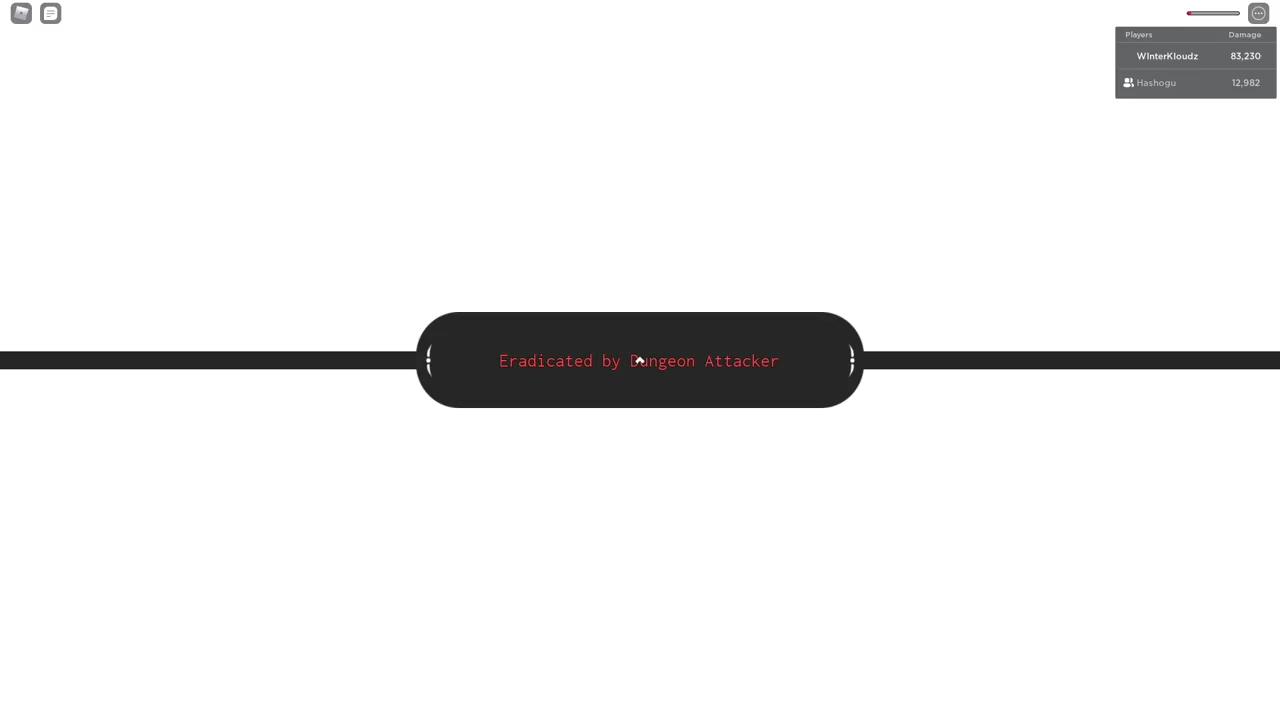 Players Damage
WInterKloudz 83,230
Hashogu 12,982
Eradicated by Dungeon Attacker